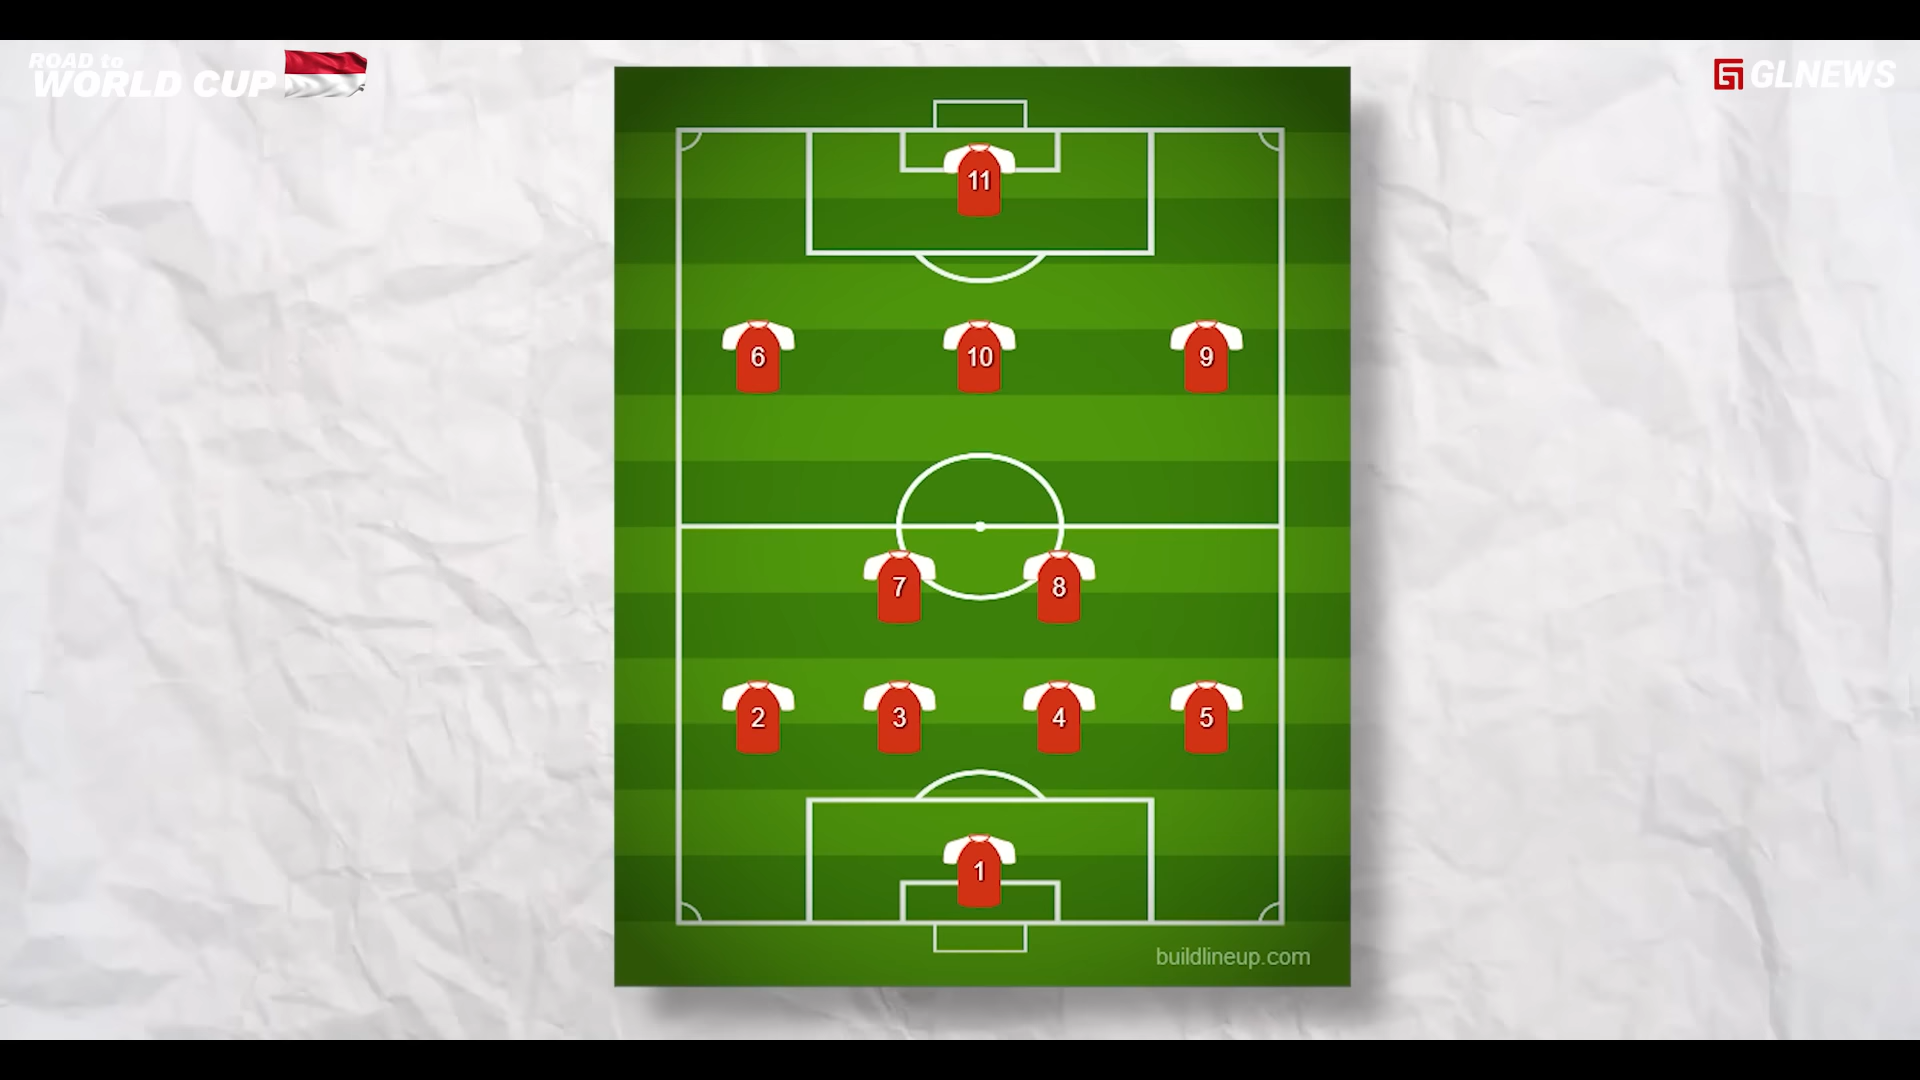 ROAD to
WORLD CUP
GLNEWS
11
6 10 9
7 8
2 3 4 5
1
buildlineup.com